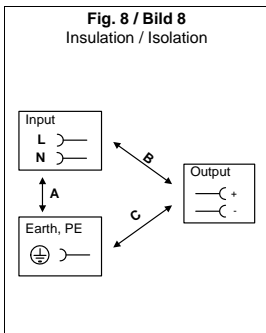 Fig. 8 / Bild 8
Insulation / Isolation
Input
L
N
B
Output
+
-
A
C
Earth, PE